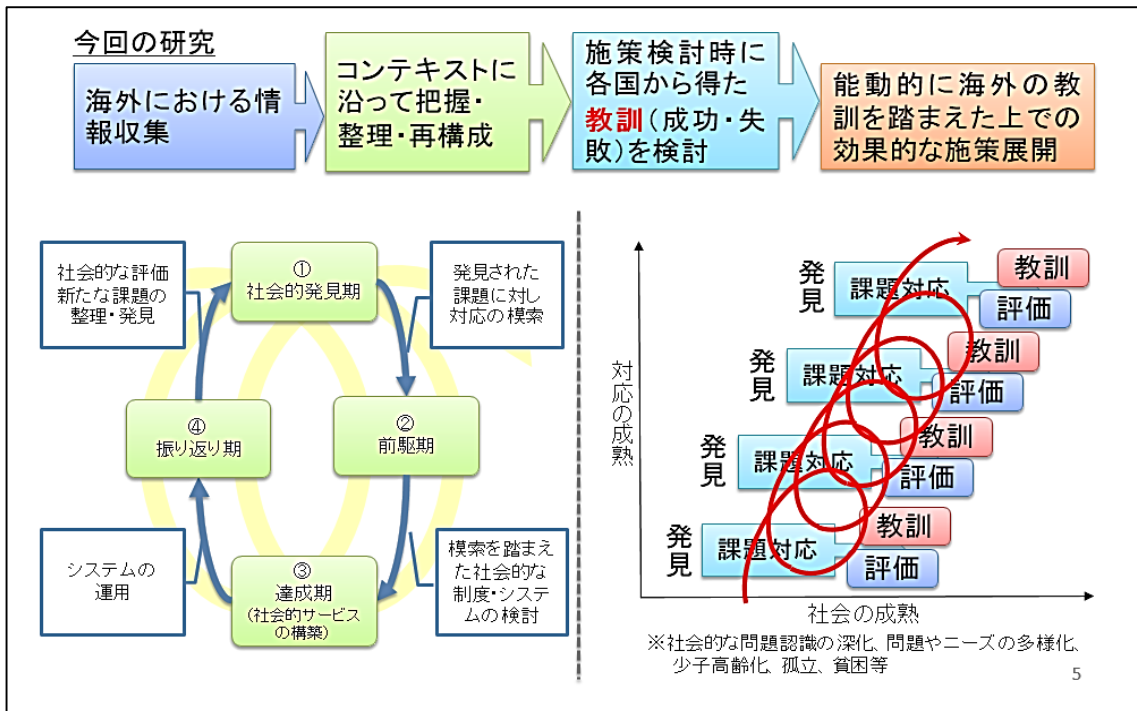 今回の研究
海外における情
報収集
コンテキストに
沿って把握・
整理・再構成
施策検討時に
各国から得た
教訓(成功・失
敗)を検討
能動的に海外の教
訓を踏まえた上での
効果的な施策展開
社会的な評価
新たな課題の
整理・発見
①
社会的発見期
発見された
課題に対し
対応の模索
④
振り返り期
②
前駆期
システムの
運用
③
達成期
(社会的サービス
の構築)
模索を踏まえ
た社会的な
制度・システ
ムの検討
対応の成熟
発見
課題対応
教訓
評価
発見
課題対応
教訓
評価
発見
課題対応
教訓
評価
発見
課題対応
教訓
評価
社会の成熟
※社会的な問題認識の深化、問題やニーズの多様化、
少子高齢化、孤立、貧困等
5